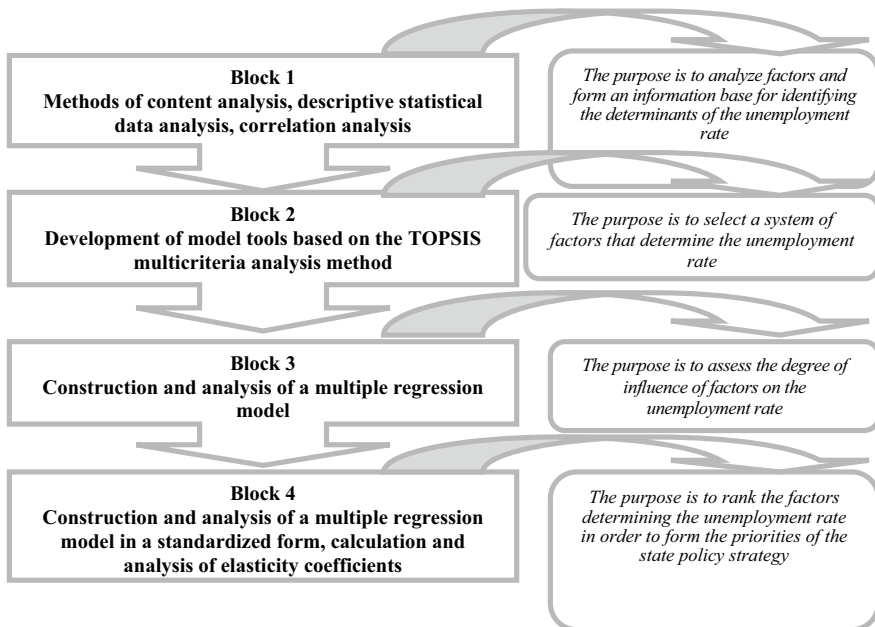 Block 1
Methods of content analysis, descriptive statistical
data analysis, correlation analysis
The purpose is to analyze factors and
form an information base for identifying
the determinants of the unemployment
rate
Block 2
Development of model tools based on the TOPSIS
multicriteria analysis method
The purpose is to select a system of
factors that determine the unemployment
rate
Block 3
Construction and analysis of a multiple regression
model
The purpose is to assess the degree of
influence of factors on the
unemployment rate
Block 4
Construction and analysis of a multiple regression
model in a standardized form, calculation and
analysis of elasticity coefficients
The purpose is to rank the factors
determining the unemployment rate
in order to form the priorities of the
state policy strategy